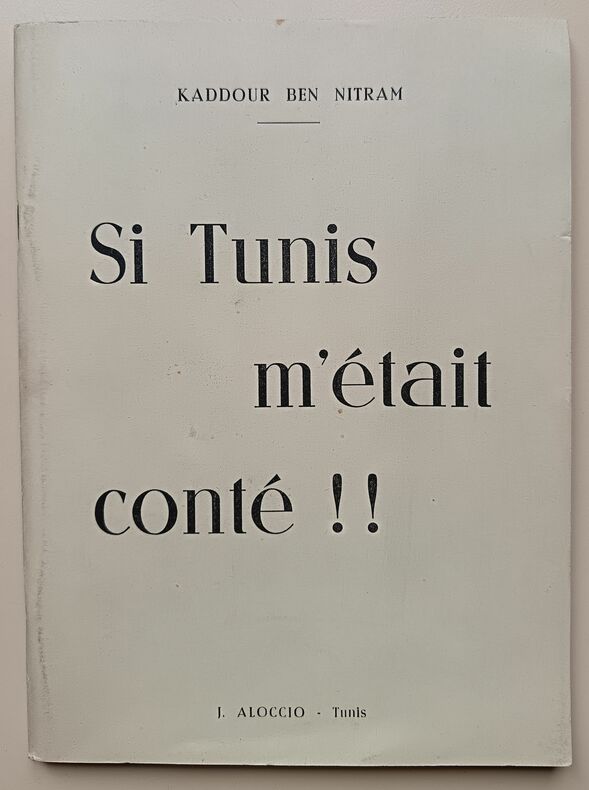 KADDOUR BEN NITRAM
Si Tunis
m'était
conté !!
J. ALOCCIO - Tunis